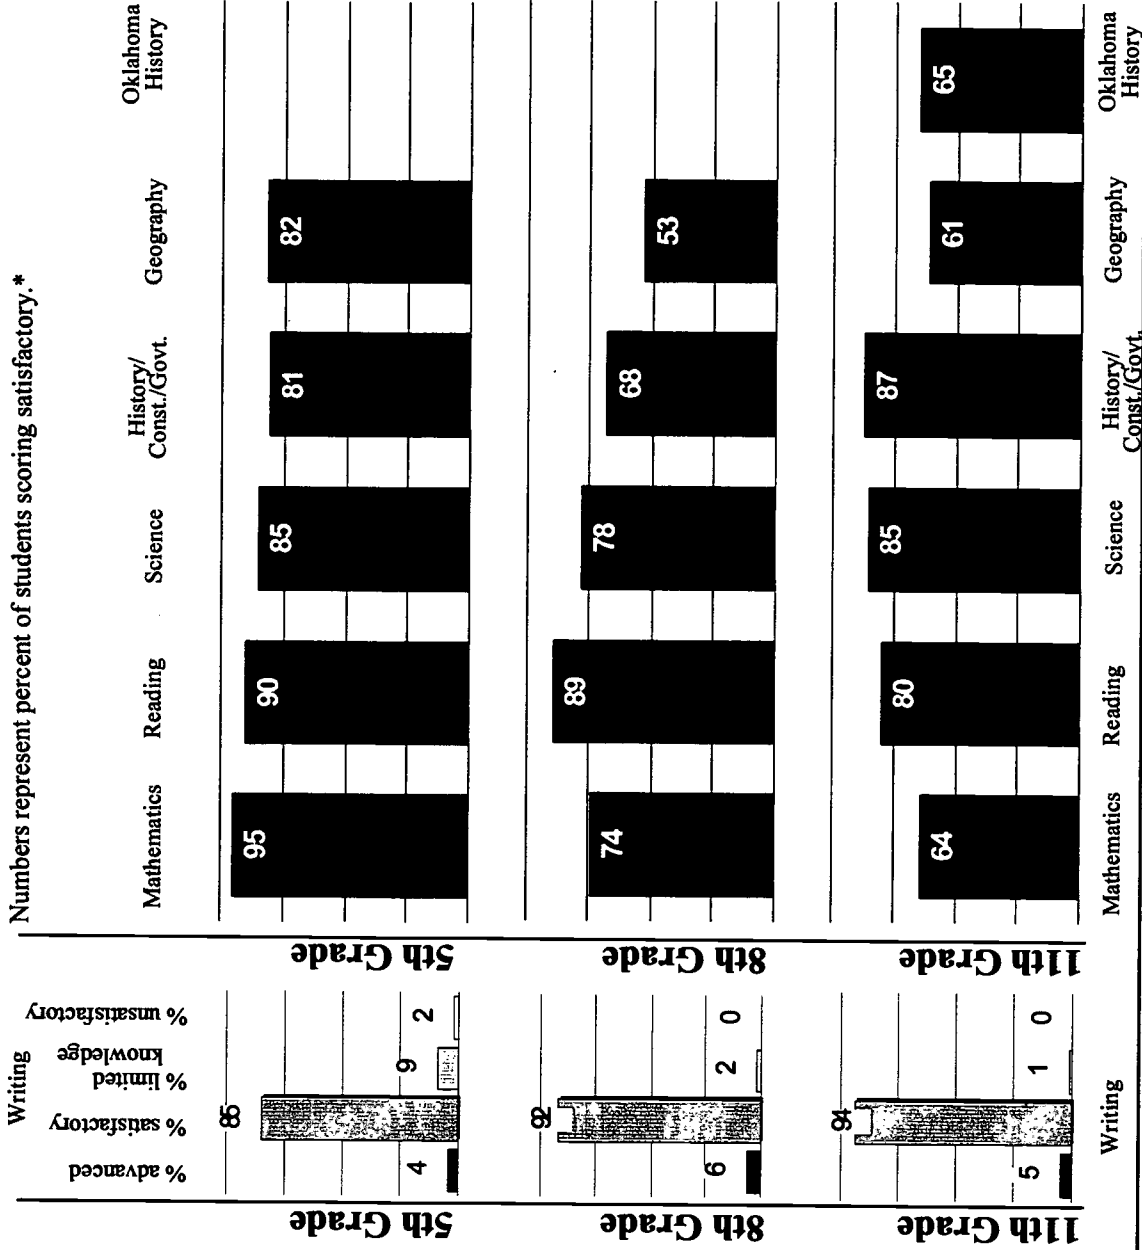 Numbers represent percent of students scoring satisfactory.*
Writing
% advanced
% satisfactory
% limited
knowledge
% unsatisfactory
Mathematics
Reading
Science
History/
Const./Govt.
Geography
Oklahoma
History
5th Grade
4
9
2
5th Grade
95
90
85
81
82
8th Grade
6
92
2
0
8th Grade
74
89
78
68
53
11th Grade
5
94
1
0
11th Grade
64
80
85
87
61
65
Writing
Mathematics
Reading
Science
History/
Const./Govt.
Geography
Oklahoma
History